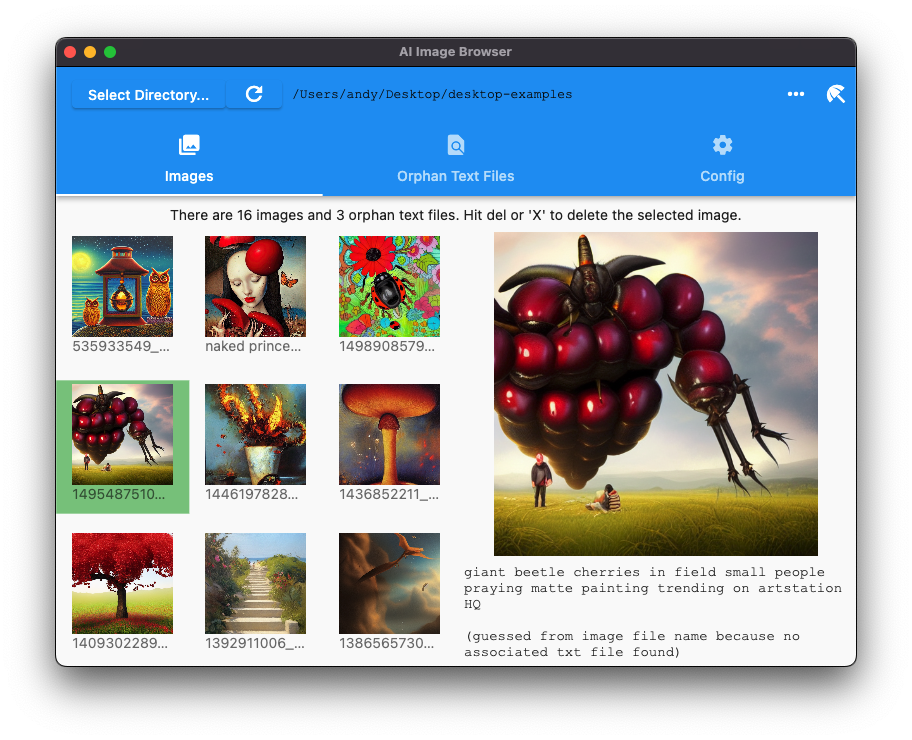 AI Image Browser
Select Directory...
/Users/andy/Desktop/desktop-examples
Images
Orphan Text Files
Config
There are 16 images and 3 orphan text files. Hit del or 'X' to delete the selected image.
535933549_...
naked prince...
1498908579...
1495487510...
1446197828...
1436852211_...
1409302289...
1392911006_...
1386565730...
giant beetle cherries in field small people
praying matte painting trending on artstation
HQ
(guessed from image file name because no
associated txt file found)